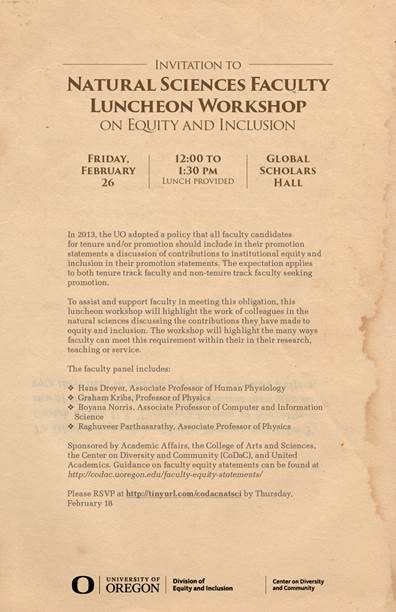 INVITATION TO
NATURAL SCIENCES FACULTY
LUNCHEON WORKSHOP
ON EQUITY AND INCLUSION
FRIDAY,
FEBRUARY
26
12:00 TO
1:30 PM
LUNCH PROVIDED
GLOBAL
SCHOLARS
HALL
In 2013, the UO adopted a policy that all faculty candidates
for tenure and/or promotion should include in their promotion
statements a discussion of contributions to institutional equity and
inclusion in their promotion statements. The expectation applies
to both tenure track faculty and non-tenure track faculty seeking
promotion.
To assist and support faculty in meeting this obligation, this
luncheon workshop will highlight the work of colleagues in the
natural sciences discussing the contributions they have made to
equity and inclusion. The workshop will highlight the many ways
faculty can meet this requirement within their in their research,
teaching or service.
The faculty panel includes:
❖ Hans Dreyer, Associate Professor of Human Physiology
❖ Graham Kribs, Professor of Physics
❖ Boyana Norris, Associate Professor of Computer and Information
Science
❖ Raghuveer Parthasarathy, Associate Professor of Physics
Sponsored by Academic Affairs, the College of Arts and Sciences,
the Center on Diversity and Community (CoDaC), and United
Academics. Guidance on faculty equity statements can be found at
http://codac.uoregon.edu/faculty-equity-statements/
Please RSVP at http://tinyurl.com/codacnatsci by Thursday,
February 18
O
UNIVERSITY OF
OREGON
Division of
Equity and Inclusion
Center on Diversity
and Community